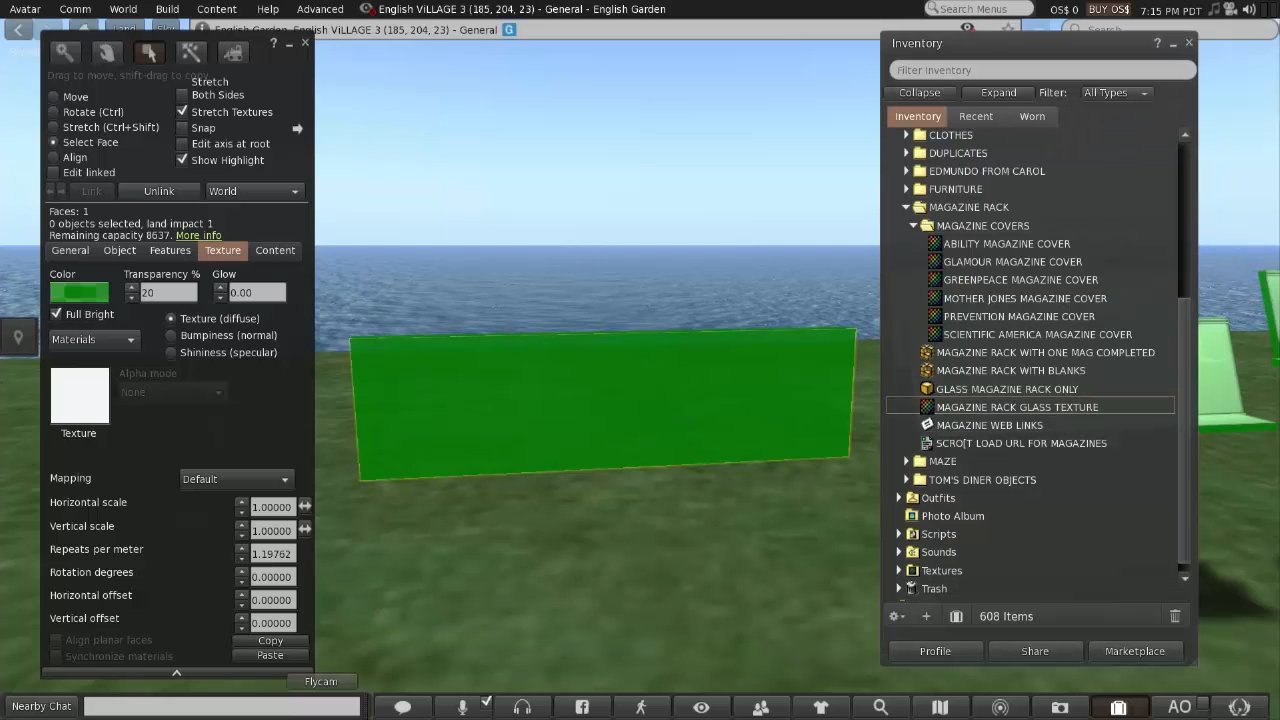 Avatar Comm World Build Content Help Advanced English ViLLAGE 3 (185, 204, 23) - General - English Garden Search Menus OS$ 0 BUY OS$ 7:15 PM PDT
English Garden, English ViLLAGE 3 (185, 204, 23) - General G Search
Land
? _ ×
Drag to move, shift-drag to copy
Move
Rotate (Ctrl)
Stretch (Ctrl+Shift)
Select Face
Align
Edit linked
Stretch
Both Sides
Stretch Textures
Snap
Edit axis at root
Show Highlight
Link Unlink World
Faces: 1
0 objects selected, land impact 1
Remaining capacity 8637. More info
General Object Features Texture Content
Color Transparency % Glow
20 0.00
Full Bright
Materials
Texture (diffuse)
Bumpiness (normal)
Shininess (specular)
Alpha mode
None
Texture
Mapping Default
Horizontal scale 1.00000
Vertical scale 1.00000
Repeats per meter 1.19762
Rotation degrees 0.00000
Horizontal offset 0.00000
Vertical offset 0.00000
Align planar faces Copy
Synchronize materials Paste
Flycam
Inventory ? _ ×
Filter Inventory
Collapse Expand Filter: All Types
Inventory Recent Worn
CLOTHES
DUPLICATES
EDMUNDO FROM CAROL
FURNITURE
MAGAZINE RACK
MAGAZINE COVERS
ABILITY MAGAZINE COVER
GLAMOUR MAGAZINE COVER
GREENPEACE MAGAZINE COVER
MOTHER JONES MAGAZINE COVER
PREVENTION MAGAZINE COVER
SCIENTIFIC AMERICA MAGAZINE COVER
MAGAZINE RACK WITH ONE MAG COMPLETED
MAGAZINE RACK WITH BLANKS
GLASS MAGAZINE RACK ONLY
MAGAZINE RACK GLASS TEXTURE
MAGAZINE WEB LINKS
SCRO[T LOAD URL FOR MAGAZINES
MAZE
TOM'S DINER OBJECTS
Outfits
Photo Album
Scripts
Sounds
Textures
Trash
608 Items
Profile Share Marketplace
Nearby Chat AO